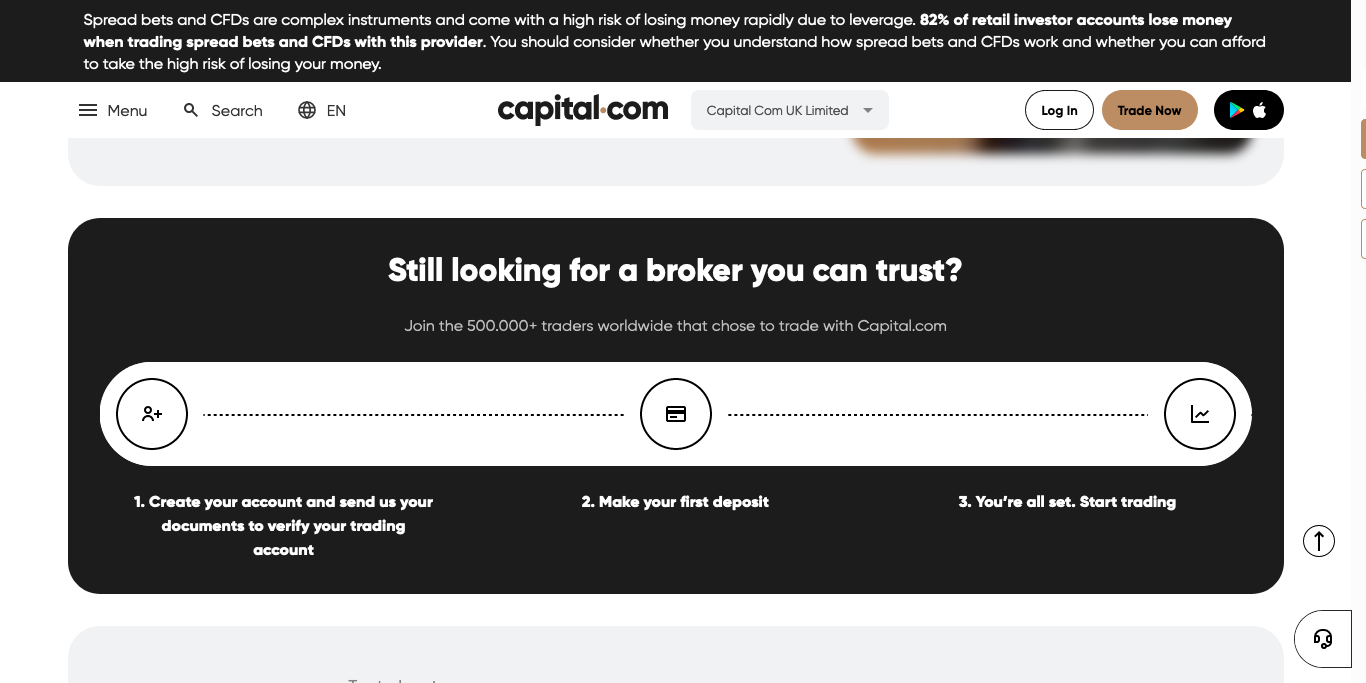 Spread bets and CFDs are complex instruments and come with a high risk of losing money rapidly due to leverage. 82% of retail investor accounts lose money
when trading spread bets and CFDs with this provider. You should consider whether you understand how spread bets and CFDs work and whether you can afford
to take the high risk of losing your money.
Menu
Search
EN
capital.com
Capital Com UK Limited
Log In
Trade Now
Still looking for a broker you can trust?
Join the 500.000+ traders worldwide that chose to trade with Capital.com
1. Create your account and send us your
documents to verify your trading
account
2. Make your first deposit
3. You’re all set. Start trading